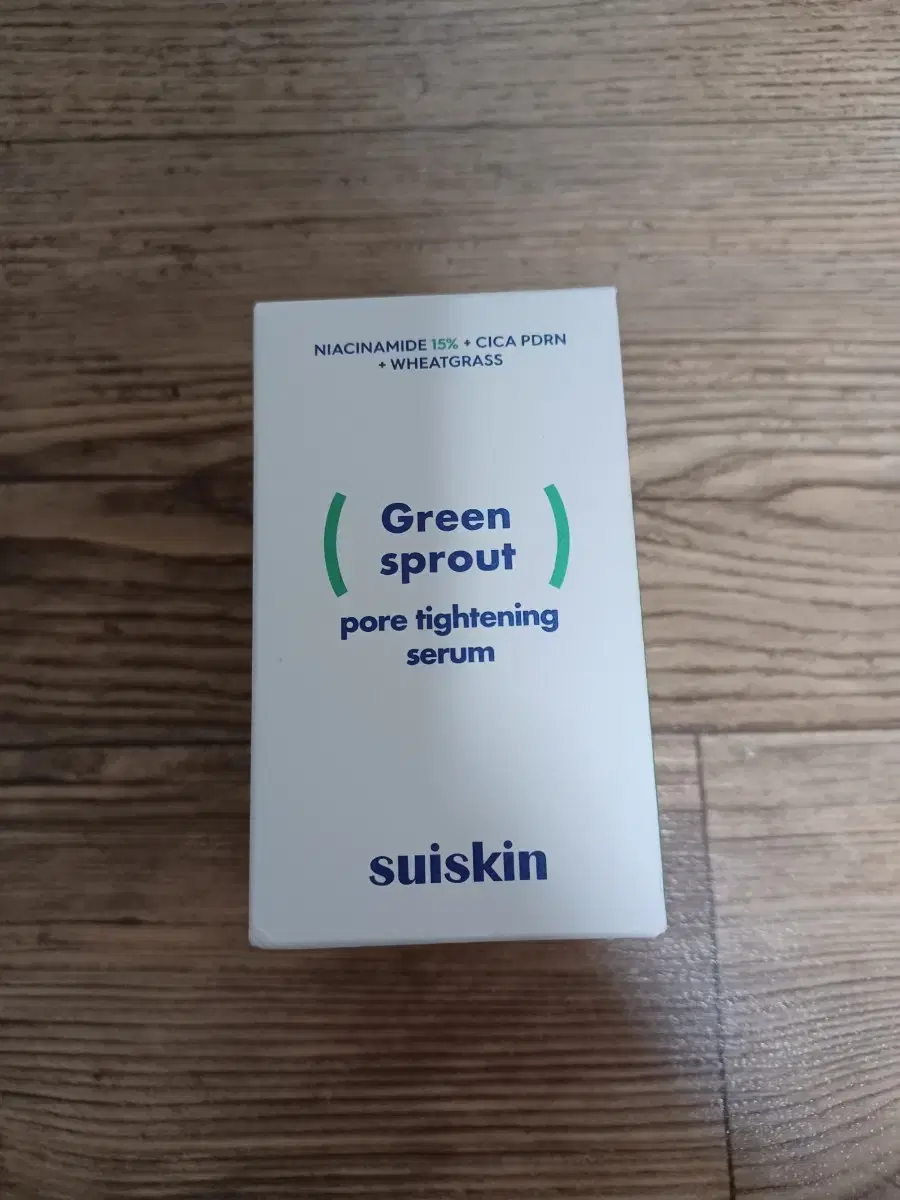 NIACINAMIDE 15% + CICA PDRN
+ WHEATGRASS
Green
sprout
pore tightening
serum
suiskin